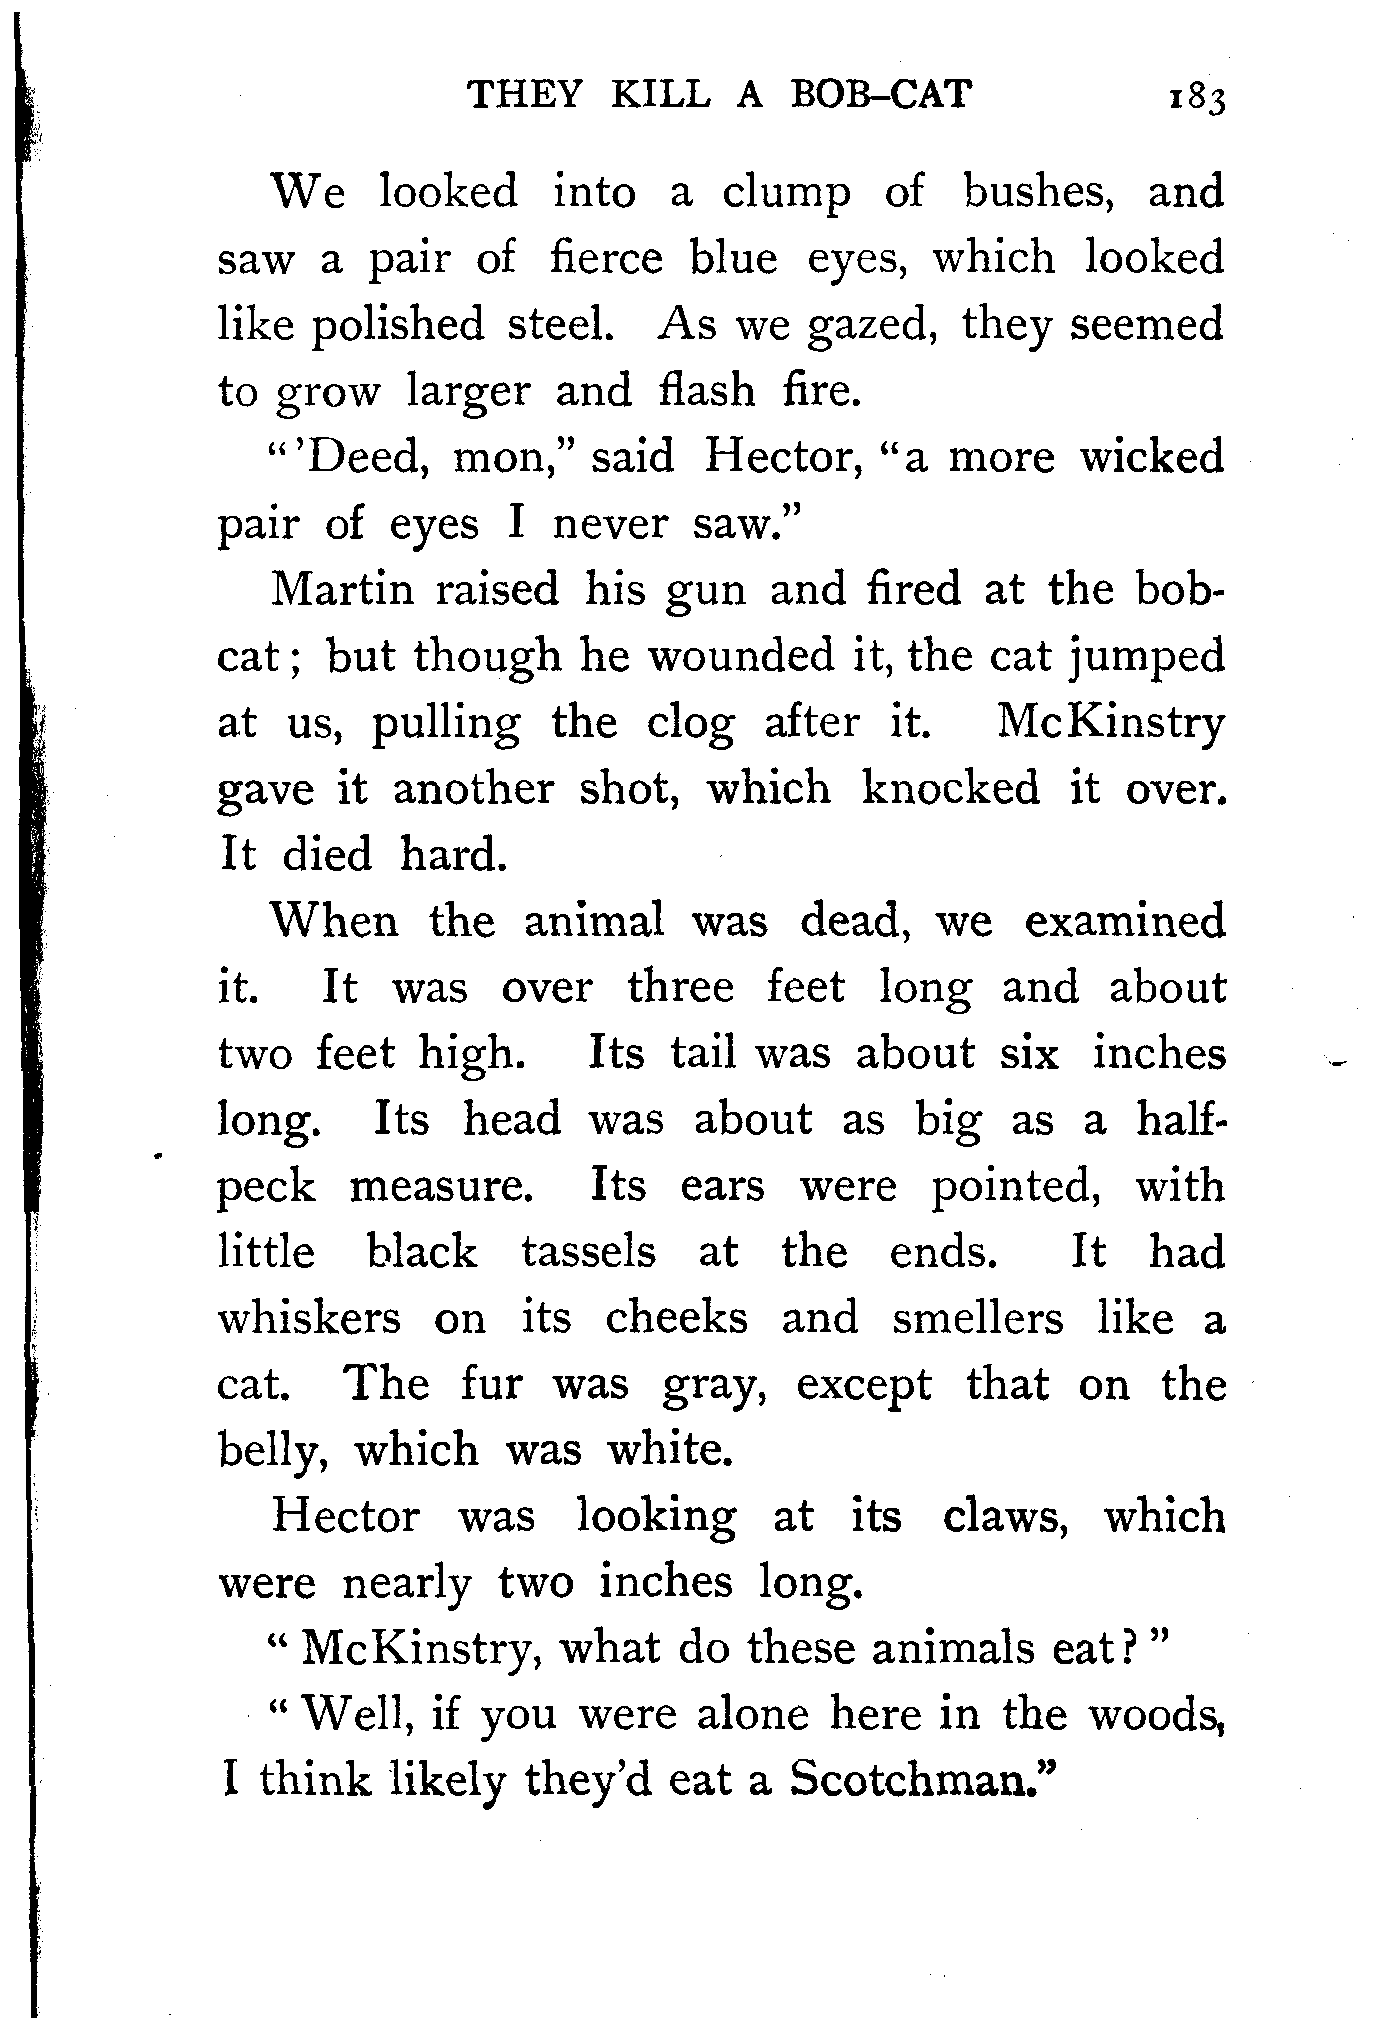 THEY KILL A BOB-CAT 183
We looked into a clump of bushes, and
saw a pair of fierce blue eyes, which looked
like polished steel. As we gazed, they seemed
to grow larger and flash fire.
"'Deed, mon," said Hector, "a more wicked
pair of eyes I never saw."
Martin raised his gun and fired at the bob-
cat; but though he wounded it, the cat jumped
at us, pulling the clog after it. McKinstry
gave it another shot, which knocked it over.
It died hard.
When the animal was dead, we examined
it. It was over three feet long and about
two feet high. Its tail was about six inches
long. Its head was about as big as a half-
peck measure. Its ears were pointed, with
little black tassels at the ends. It had
whiskers on its cheeks and smellers like a
cat. The fur was gray, except that on the
belly, which was white.
Hector was looking at its claws, which
were nearly two inches long.
"McKinstry, what do these animals eat?"
"Well, if you were alone here in the woods,
I think likely they'd eat a Scotchman."